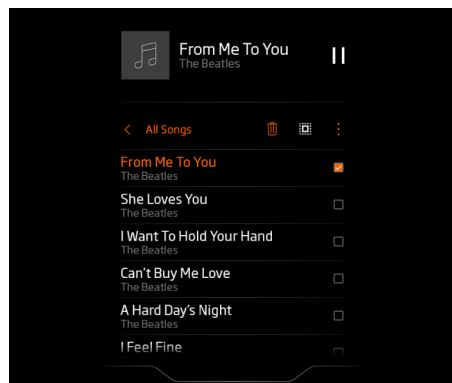 From Me To You
The Beatles
All Songs
From Me To You
The Beatles
She Loves You
The Beatles
I Want To Hold Your Hand
The Beatles
Can't Buy Me Love
The Beatles
A Hard Day's Night
The Beatles
I Feel Fine